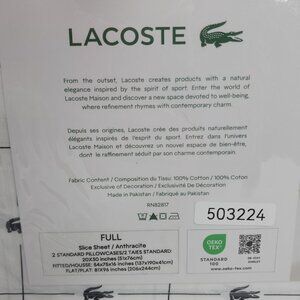 LACOSTE
From the outset, Lacoste creates products with a natural
elegance inspired by the spirit of sport. Enter the world of
Lacoste Maison and discover a new space devoted to well-being,
where refinement rhymes with contemporary charm.
Depuis ses origines, Lacoste crée des produits naturellement
élégants inspirés de l'esprit du sport. Entrez dans l'univers
Lacoste Maison et découvrez un nouvel espace de bien-être,
dont le raffinement séduit par son charme contemporain.
Fabric Content / Composition du Tissu: 100% Cotton / 100% Coton
Exclusive of Decoration / Exclusivement de Décoration
Made in Pakistan / Fabriqué in Pakistan
RN82817
503224
FULL
Slice Sheet / Anthracite
2 STANDARD PILLOWCASES/2 TAIES STANDARD:
20X30 inches (51x76cm)
FITTED/HOUSSE: 54x75x16 inches (137x190x41cm)
FLAT/PLAT: 81X96 inches (206x244cm)
OEKO
TEX
STANDARD
100
www.oeko-tex.com